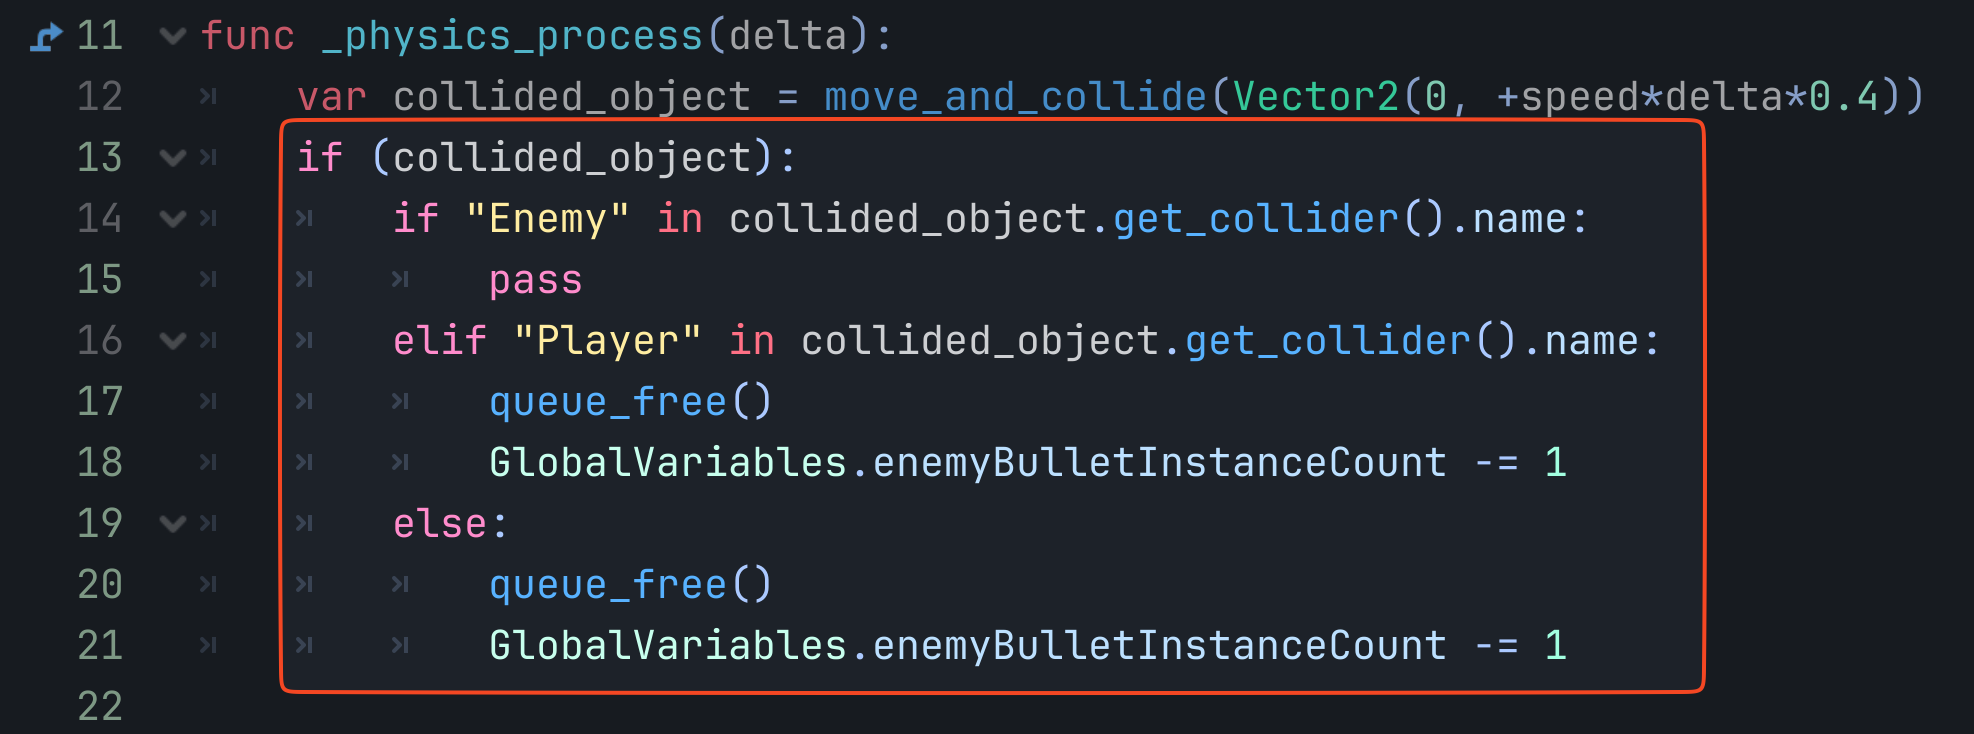 11 func _physics_process(delta):
12 var collided_object = move_and_collide(Vector2(0, +speed*delta*0.4))
13 if (collided_object):
14 if "Enemy" in collided_object.get_collider().name:
15 pass
16 elif "Player" in collided_object.get_collider().name:
17 queue_free()
18 GlobalVariables.enemyBulletInstanceCount -= 1
19 else:
20 queue_free()
21 GlobalVariables.enemyBulletInstanceCount -= 1
22